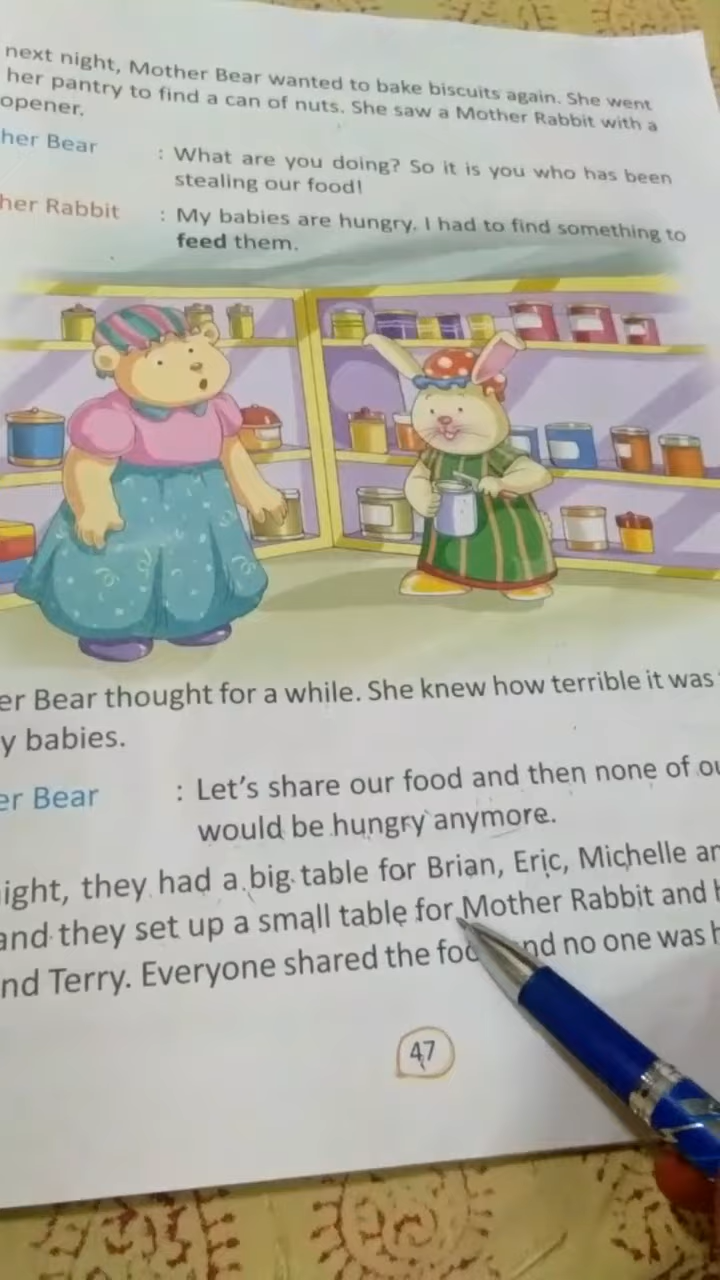 next night, Mother Bear wanted to bake biscuits again. She went
her pantry to find a can of nuts. She saw a Mother Rabbit with a
opener.
her Bear : What are you doing? So it is you who has been
stealing our food!
her Rabbit : My babies are hungry. I had to find something to
feed them.
er Bear thought for a while. She knew how terrible it was
y babies.
er Bear : Let's share our food and then none of
would be hungry anymore.
ight, they had a big table for Brian, Eric, Michelle
and they set up a small table for Mother Rabbit and
nd Terry. Everyone shared the and no one was
47